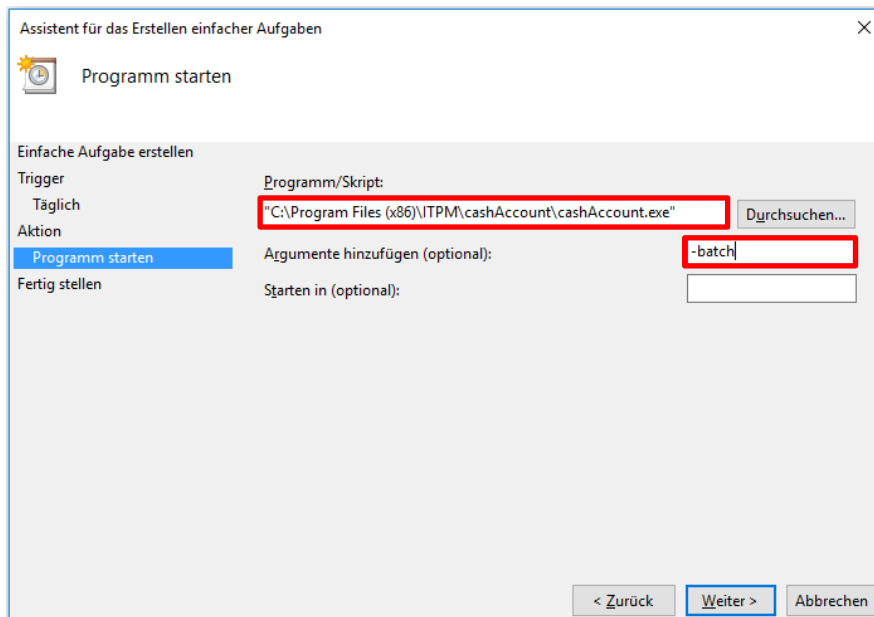 Assistent für das Erstellen einfacher Aufgaben
Programm starten
Einfache Aufgabe erstellen
Trigger
Täglich
Aktion
Programm starten
Fertig stellen
Programm/Skript:
"C:\Program Files (x86)\ITPM\cashAccount\cashAccount.exe"
Durchsuchen...
Argumente hinzufügen (optional):
-batch
Starten in (optional):
< Zurück
Weiter >
Abbrechen